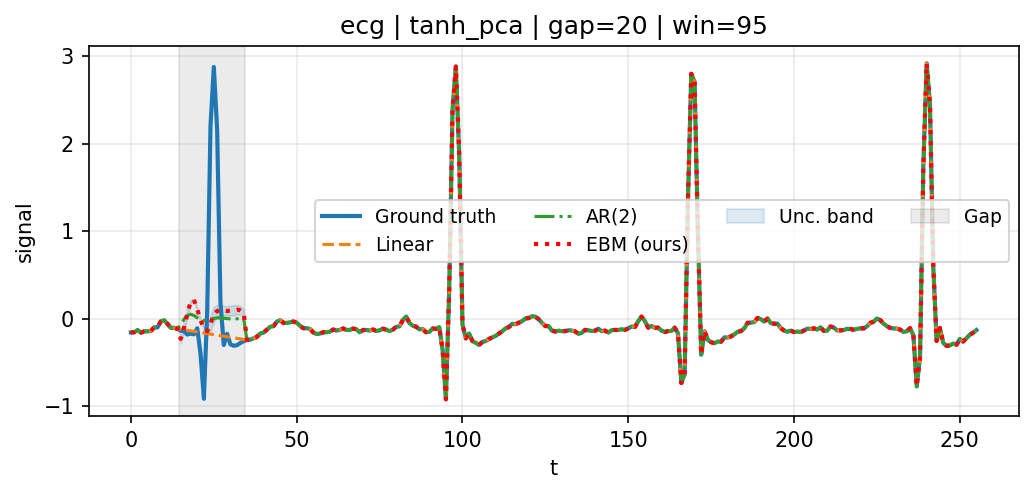 ecg | tanh_pca | gap=20 | win=95
3
2
1
0
−1
signal
Ground truth
Linear
AR(2)
EBM (ours)
Unc. band
Gap
0 50 100 150 200 250
t